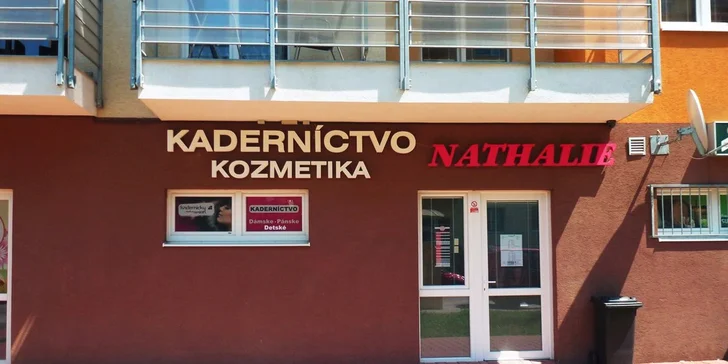 KADERNÍCTVO
KOZMETIKA
NATHALIE
KADERNÍCTVO
Dámske - Pánske
Detské